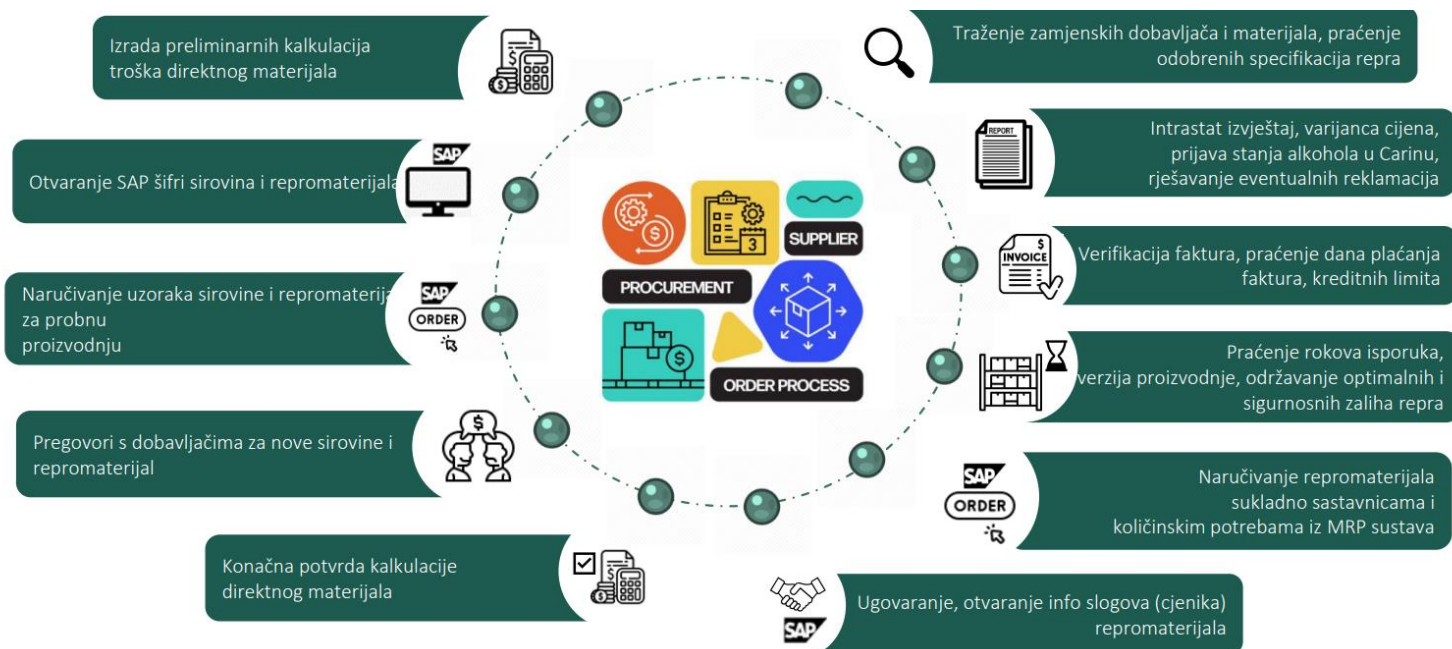 Izrada preliminarnih kalkulacija
troška direktnog materijala
$
Otvaranje SAP šifri sirovina i repromaterijala
SAP
Naručivanje uzoraka sirovine i repromaterija
za probnu
proizvodnju
SAP
ORDER
Pregovori s dobavljačima za nove sirovine i
repromaterijal
$
Konačna potvrda kalkulacije
direktnog materijala
$
SAP
Ugovaranje, otvaranje info slogova (cjenika)
repromaterijala
SAP
ORDER
Naručivanje repromaterijala
sukladno sastavnicama i
količinskim potrebama iz MRP sustava
Praćenje rokova isporuka,
verzija proizvodnje, održavanje optimalnih i
sigurnosnih zaliha repra
$
INVOICE
Verifikacija faktura, praćenje dana plaćanja
faktura, kreditnih limita
REPORT
Intrastat izvještaj, varijanca cijena,
prijava stanja alkohola u Carinu,
rješavanje eventualnih reklamacija
Traženje zamjenskih dobavljača i materijala, praćenje
odobrenih specifikacija repra
$
3
SUPPLIER
PROCUREMENT
$
ORDER PROCESS